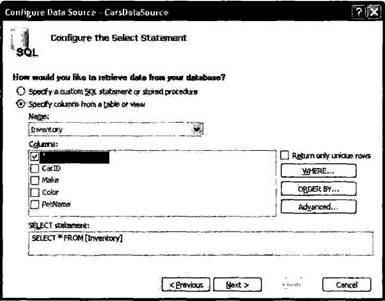 Configure Data Source - CarsDataSource
SQL
Configure the Select Statement
How would you like to retrieve data from your database?
Specify a custom SQL statement or stored procedure
Specify columns from a table or view
Name:
Inventory
Columns:
*
CarID
Make
Color
PetName
Return only unique rows
WHERE...
ORDER BY...
Advanced...
SELECT statement:
SELECT * FROM [Inventory]
< Previous
Next >
Cancel